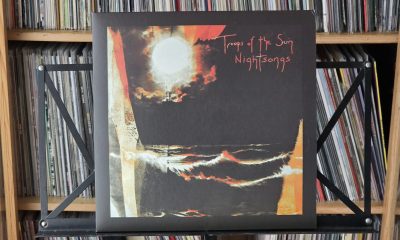 Troops of the Sun
Nightsongs